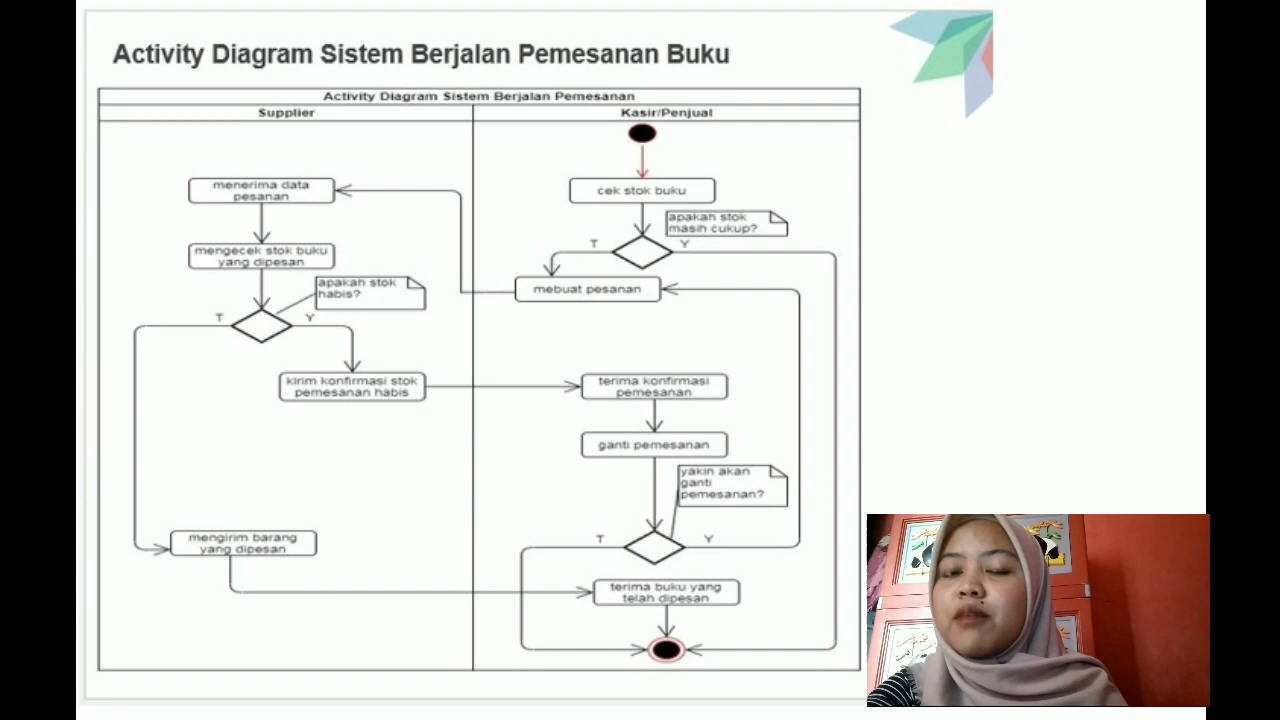 Activity Diagram Sistem Berjalan Pemesanan Buku
Activity Diagram Sistem Berjalan Pemesanan
Supplier
Kasir/Penjual
menerima data
pesanan
cek stok buku
apakah stok
masih cukup?
T
Y
mengecek stok buku
yang dipesan
mebuat pesanan
apakah stok
habis?
T
Y
kirim konfirmasi stok
pemesanan habis
terima konfirmasi
pemesanan
ganti pemesanan
yakin akan
ganti
pemesanan?
T
Y
mengirim barang
yang dipesan
terima buku yang
telah dipesan